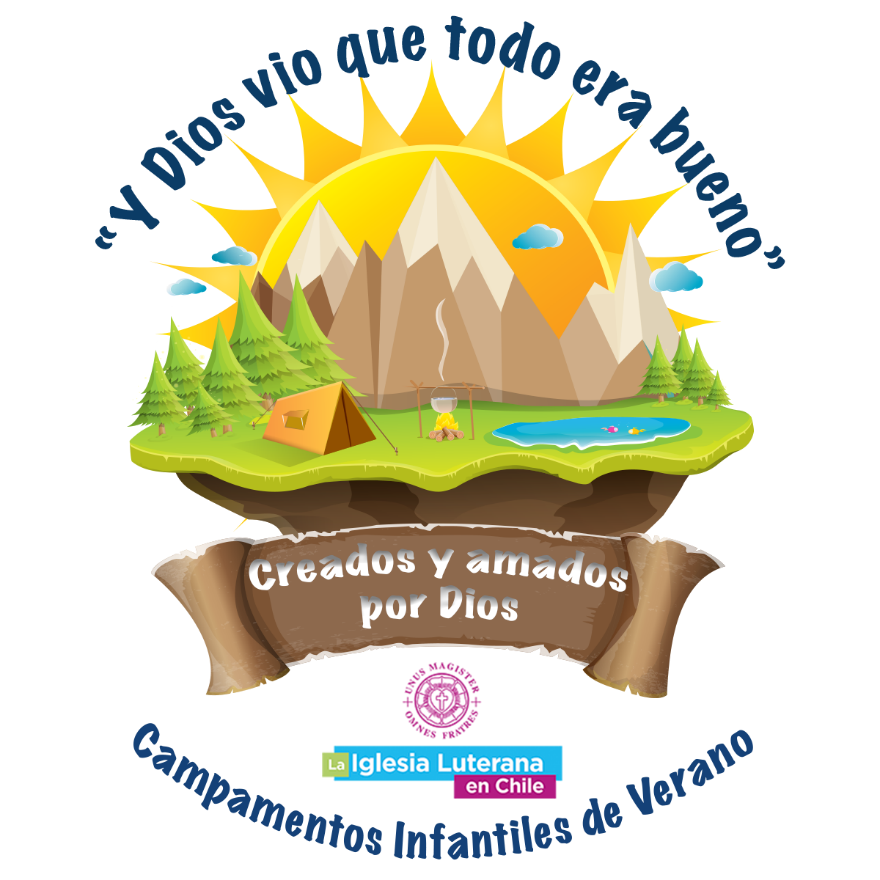 “Y Dios vio que todo era bueno”
Creados y amados
por Dios
UNUS MAGISTER
OMNES FRATRES
La Iglesia Luterana
en Chile
Campamentos Infantiles de Verano